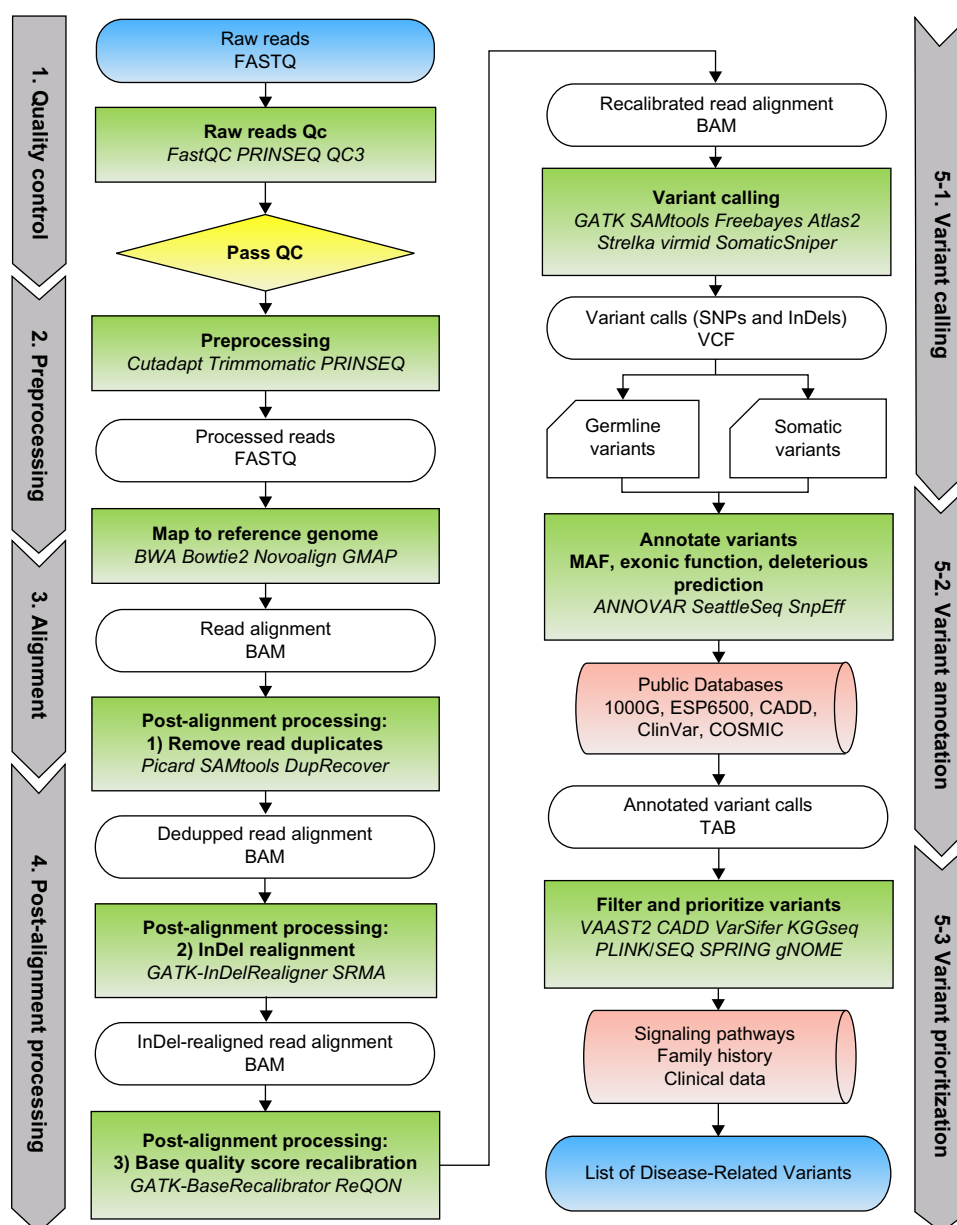 1. Quality control
2. Preprocessing
3. Alignment
4. Post-alignment processing
Raw reads
FASTQ
Raw reads Qc
FastQC PRINSEQ QC3
Pass QC
Preprocessing
Cutadapt Trimmomatic PRINSEQ
Processed reads
FASTQ
Map to reference genome
BWA Bowtie2 Novoalign GMAP
Read alignment
BAM
Post-alignment processing:
1) Remove read duplicates
Picard SAMtools DupRecover
Dedupped read alignment
BAM
Post-alignment processing:
2) InDel realignment
GATK-InDelRealigner SRMA
InDel-realigned read alignment
BAM
Post-alignment processing:
3) Base quality score recalibration
GATK-BaseRecalibrator ReQON
Recalibrated read alignment
BAM
Variant calling
GATK SAMtools Freebayes Atlas2
Strelka virmid SomaticSniper
Variant calls (SNPs and InDels)
VCF
Germline
variants
Somatic
variants
Annotate variants
MAF, exonic function, deleterious
prediction
ANNOVAR SeattleSeq SnpEff
Public Databases
1000G, ESP6500, CADD,
ClinVar, COSMIC
Annotated variant calls
TAB
Filter and prioritize variants
VAAST2 CADD VarSifer KGGseq
PLINK/SEQ SPRING gNOME
Signaling pathways
Family history
Clinical data
List of Disease-Related Variants
5-1. Variant calling
5-2. Variant annotation
5-3 Variant prioritization